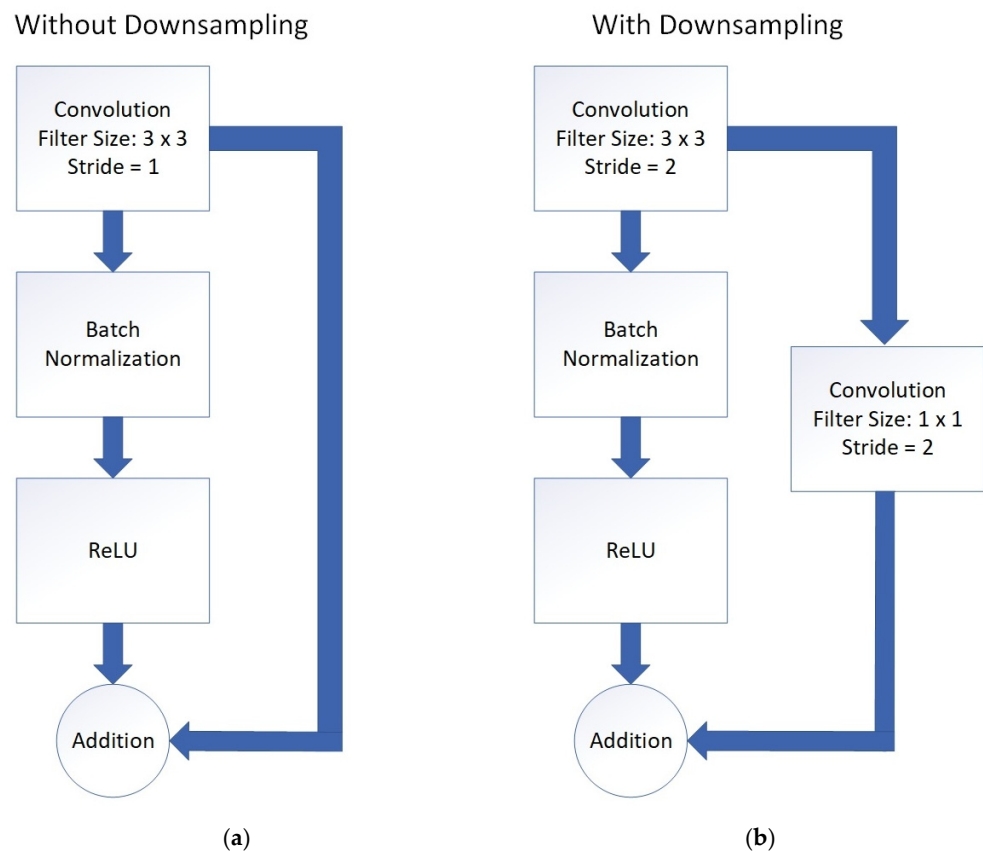 Without Downsampling
Convolution
Filter Size: 3 x 3
Stride = 1
Batch
Normalization
ReLU
Addition
(a)
With Downsampling
Convolution
Filter Size: 3 x 3
Stride = 2
Batch
Normalization
Convolution
Filter Size: 1 x 1
Stride = 2
ReLU
Addition
(b)